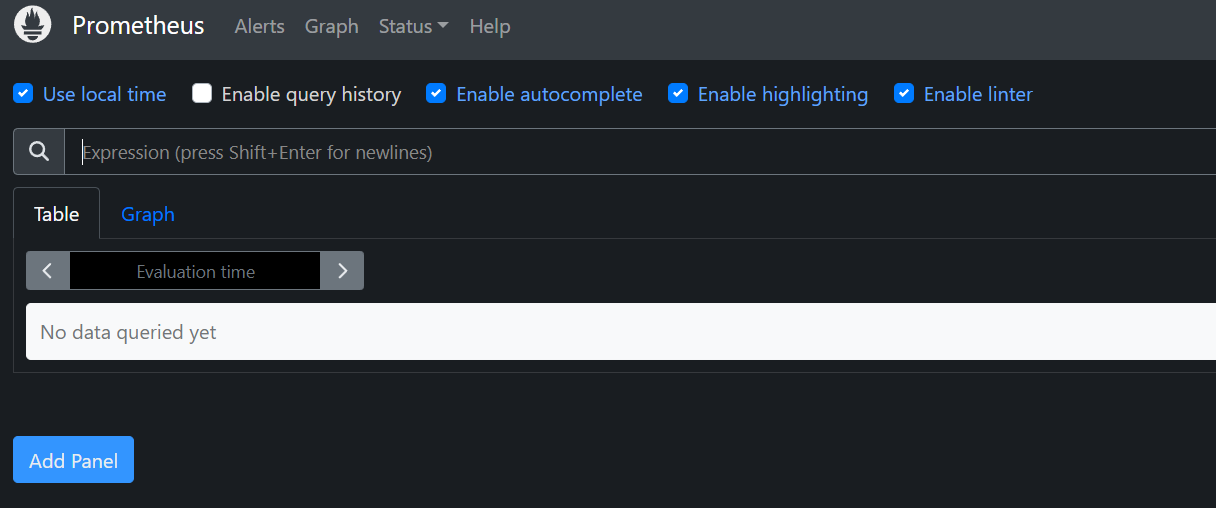 Prometheus Alerts Graph Status Help
Use local time Enable query history Enable autocomplete Enable highlighting Enable linter
Expression (press Shift+Enter for newlines)
Table Graph
Evaluation time
No data queried yet
Add Panel